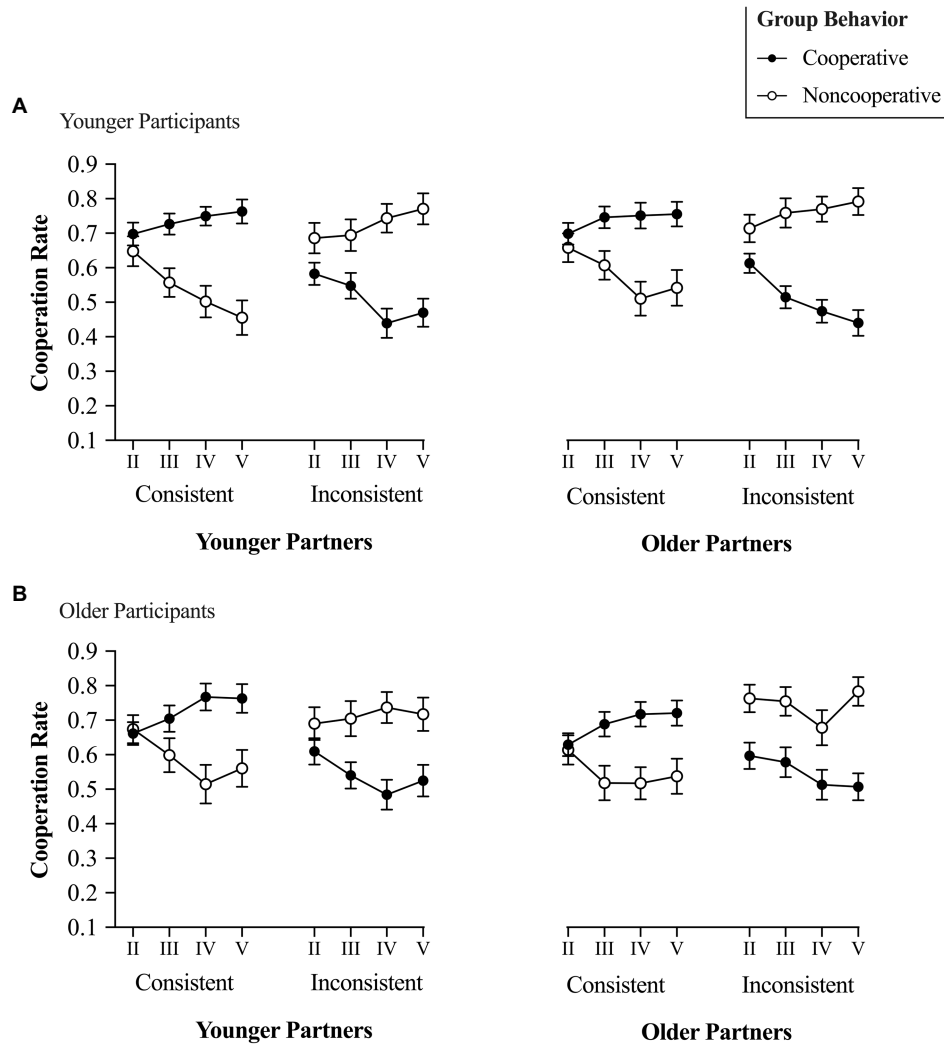 Group Behavior
Cooperative
Noncooperative
A
Younger Participants
Cooperation Rate
0.9
0.8
0.7
0.6
0.5
0.4
0.3
0.2
0.1
II III IV V II III IV V II III IV V II III IV V
Consistent Inconsistent Consistent Inconsistent
Younger Partners Older Partners
B
Older Participants
Cooperation Rate
0.9
0.8
0.7
0.6
0.5
0.4
0.3
0.2
0.1
II III IV V II III IV V II III IV V II III IV V
Consistent Inconsistent Consistent Inconsistent
Younger Partners Older Partners